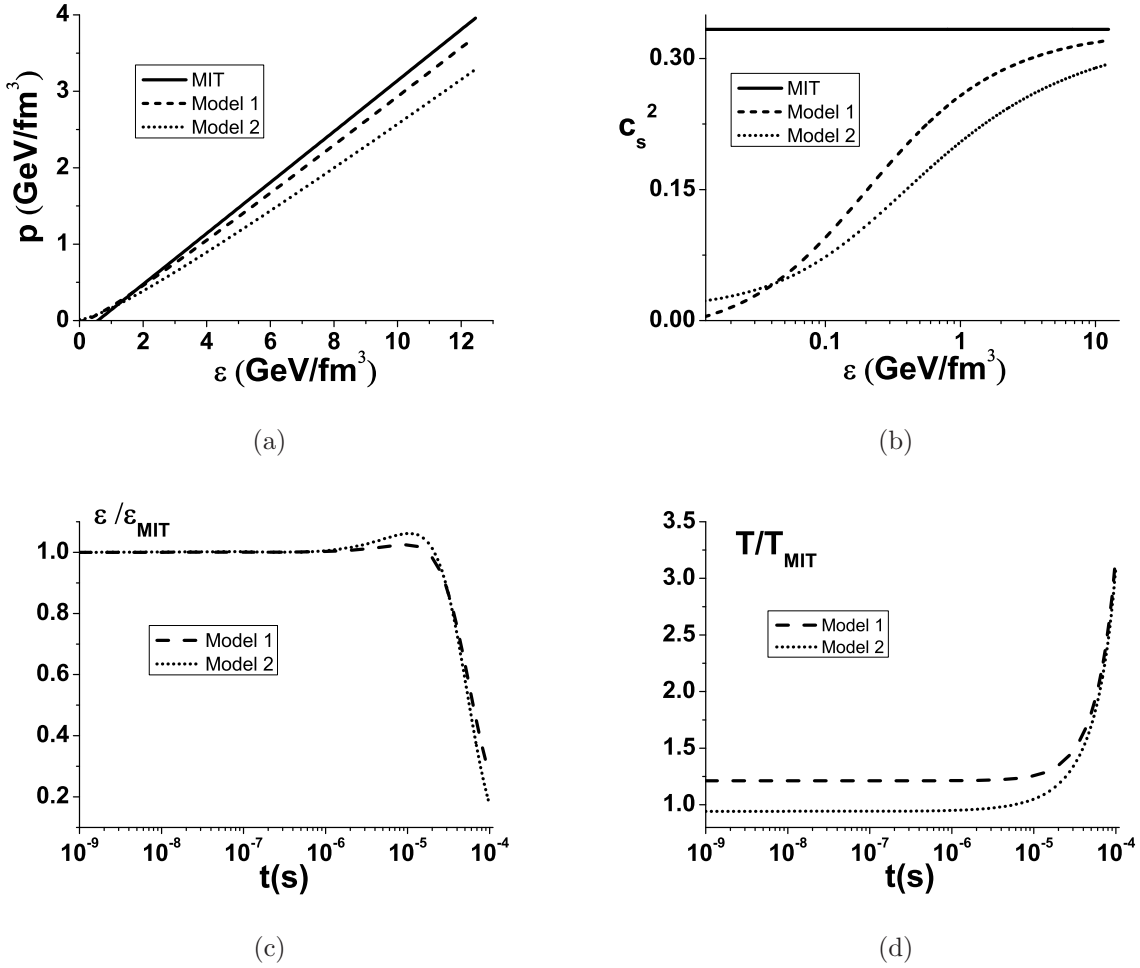 4
3
2
1
0
p (GeV/fm³)
MIT
Model 1
Model 2
0 2 4 6 8 10 12
ε (GeV/fm³)
(a)
0.30
0.15
0.00
cₛ²
MIT
Model 1
Model 2
0.1 1 10
ε (GeV/fm³)
(b)
ε /ε_MIT
1.0
0.8
0.6
0.4
0.2
Model 1
Model 2
10⁻⁹ 10⁻⁸ 10⁻⁷ 10⁻⁶ 10⁻⁵ 10⁻⁴
t(s)
(c)
T/T_MIT
3.5
3.0
2.5
2.0
1.5
1.0
Model 1
Model 2
10⁻⁹ 10⁻⁸ 10⁻⁷ 10⁻⁶ 10⁻⁵ 10⁻⁴
t(s)
(d)